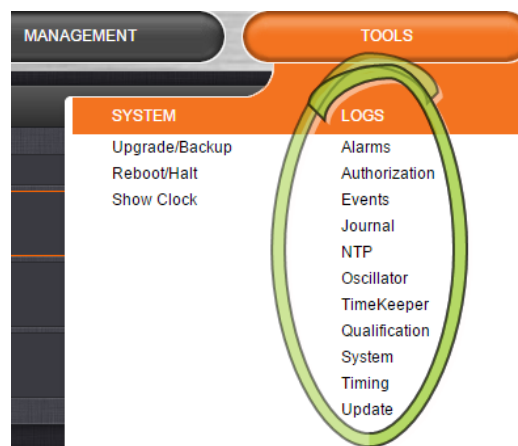 MANAGEMENT
TOOLS
SYSTEM
Upgrade/Backup
Reboot/Halt
Show Clock
LOGS
Alarms
Authorization
Events
Journal
NTP
Oscillator
TimeKeeper
Qualification
System
Timing
Update